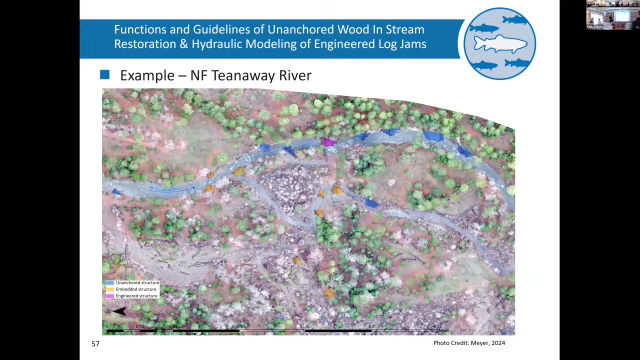 Functions and Guidelines of Unanchored Wood In Stream
Restoration & Hydraulic Modeling of Engineered Log Jams
Example – NF Teanaway River
Unanchored structure
Embedded structure
Engineered structure
57
Photo Credit: Meyer, 2024